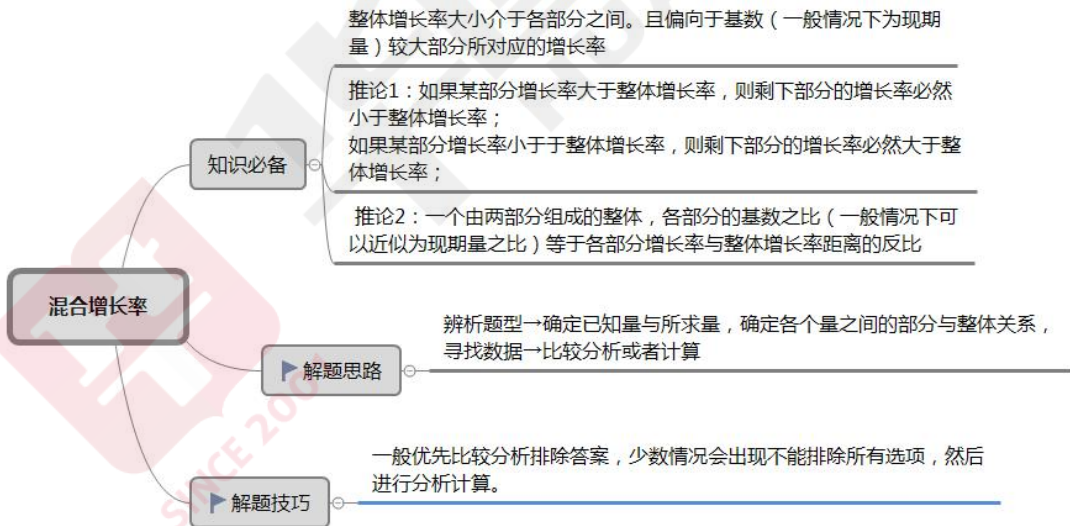 整体增长率大小介于各部分之间。且偏向于基数（一般情况下为现期
量）较大部分所对应的增长率
推论1：如果某部分增长率大于整体增长率，则剩下部分的增长率必然
小于整体增长率；
如果某部分增长率小于于整体增长率，则剩下部分的增长率必然大于整
体增长率；
知识必备
推论2：一个由两部分组成的整体，各部分的基数之比（一般情况下可
以近似为现期量之比）等于各部分增长率与整体增长率距离的反比
混合增长率
辨析题型→确定已知量与所求量，确定各个量之间的部分与整体关系，
寻找数据→比较分析或者计算
解题思路
一般优先比较分析排除答案，少数情况会出现不能排除所有选项，然后
进行分析计算。
解题技巧